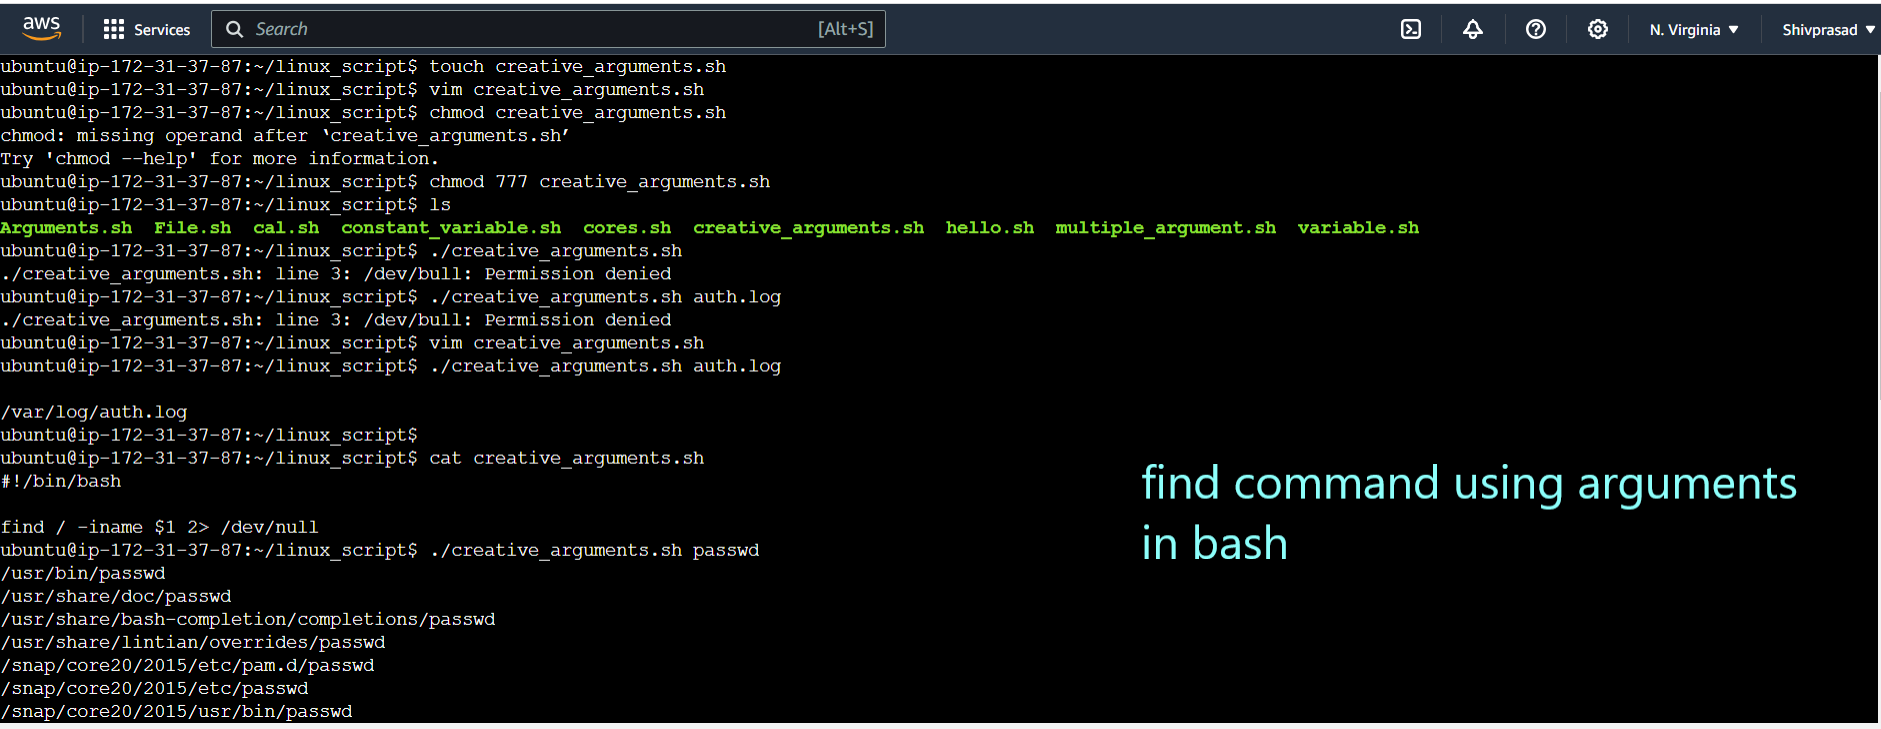 aws Services Search [Alt+S] N. Virginia Shivprasad
ubuntu@ip-172-31-37-87:~/linux_script$ touch creative_arguments.sh
ubuntu@ip-172-31-37-87:~/linux_script$ vim creative_arguments.sh
ubuntu@ip-172-31-37-87:~/linux_script$ chmod creative_arguments.sh
chmod: missing operand after ‘creative_arguments.sh’
Try 'chmod --help' for more information.
ubuntu@ip-172-31-37-87:~/linux_script$ chmod 777 creative_arguments.sh
ubuntu@ip-172-31-37-87:~/linux_script$ ls
Arguments.sh File.sh cal.sh constant_variable.sh cores.sh creative_arguments.sh hello.sh multiple_argument.sh variable.sh
ubuntu@ip-172-31-37-87:~/linux_script$ ./creative_arguments.sh
./creative_arguments.sh: line 3: /dev/bull: Permission denied
ubuntu@ip-172-31-37-87:~/linux_script$ ./creative_arguments.sh auth.log
./creative_arguments.sh: line 3: /dev/bull: Permission denied
ubuntu@ip-172-31-37-87:~/linux_script$ vim creative_arguments.sh
ubuntu@ip-172-31-37-87:~/linux_script$ ./creative_arguments.sh auth.log
/var/log/auth.log
ubuntu@ip-172-31-37-87:~/linux_script$
ubuntu@ip-172-31-37-87:~/linux_script$ cat creative_arguments.sh
#!/bin/bash
find / -iname $1 2> /dev/null
ubuntu@ip-172-31-37-87:~/linux_script$ ./creative_arguments.sh passwd
/usr/bin/passwd
/usr/share/doc/passwd
/usr/share/bash-completion/completions/passwd
/usr/share/lintian/overrides/passwd
/snap/core20/2015/etc/pam.d/passwd
/snap/core20/2015/etc/passwd
/snap/core20/2015/usr/bin/passwd
find command using arguments
in bash